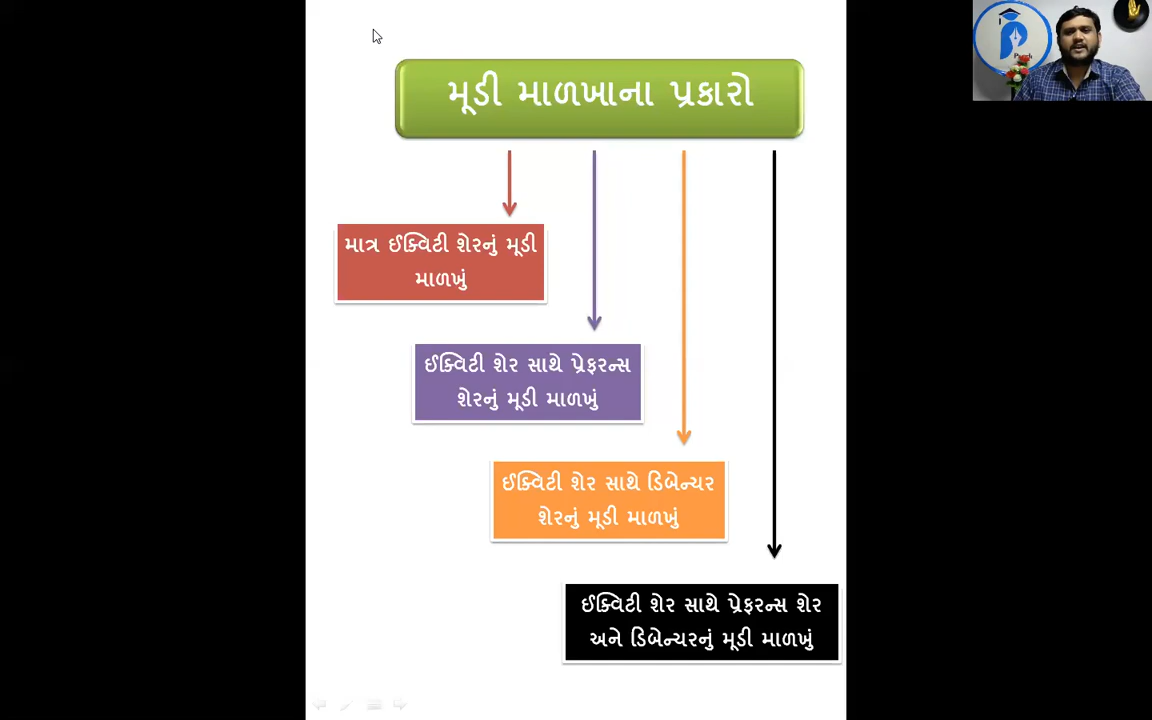 મૂડી માળખાના પ્રકારો
માત્ર ઈક્વિટી શેરનું મૂડી
માળખું
ઈક્વિટી શેર સાથે પ્રેફરન્સ
શેરનું મૂડી માળખું
ઈક્વિટી શેર સાથે ડિબેન્ચર
શેરનું મૂડી માળખું
ઈક્વિટી શેર સાથે પ્રેફરન્સ શેર
અને ડિબેન્ચરનું મૂડી માળખું